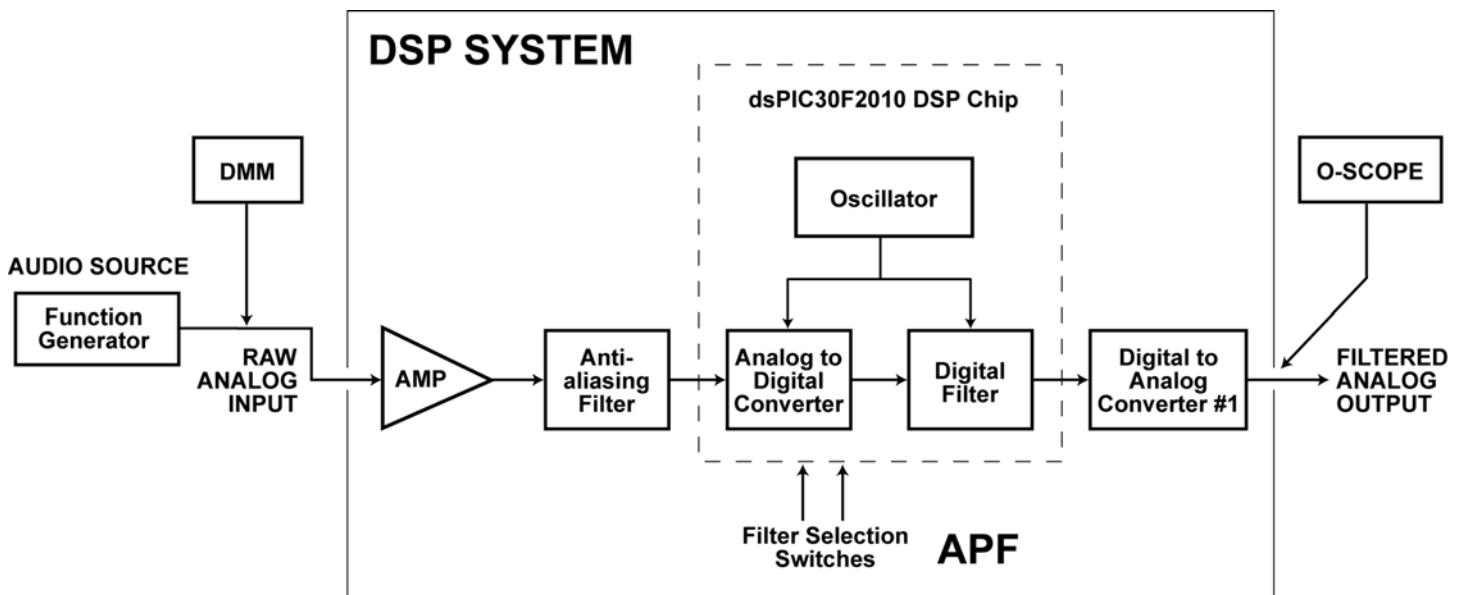 DSP SYSTEM
dsPIC30F2010 DSP Chip
DMM
O-SCOPE
Oscillator
AUDIO SOURCE
Function
Generator
RAW
ANALOG
INPUT
AMP
Anti-
aliasing
Filter
Analog to
Digital
Converter
Digital
Filter
Digital to
Analog
Converter #1
FILTERED
ANALOG
OUTPUT
Filter Selection
Switches
APF